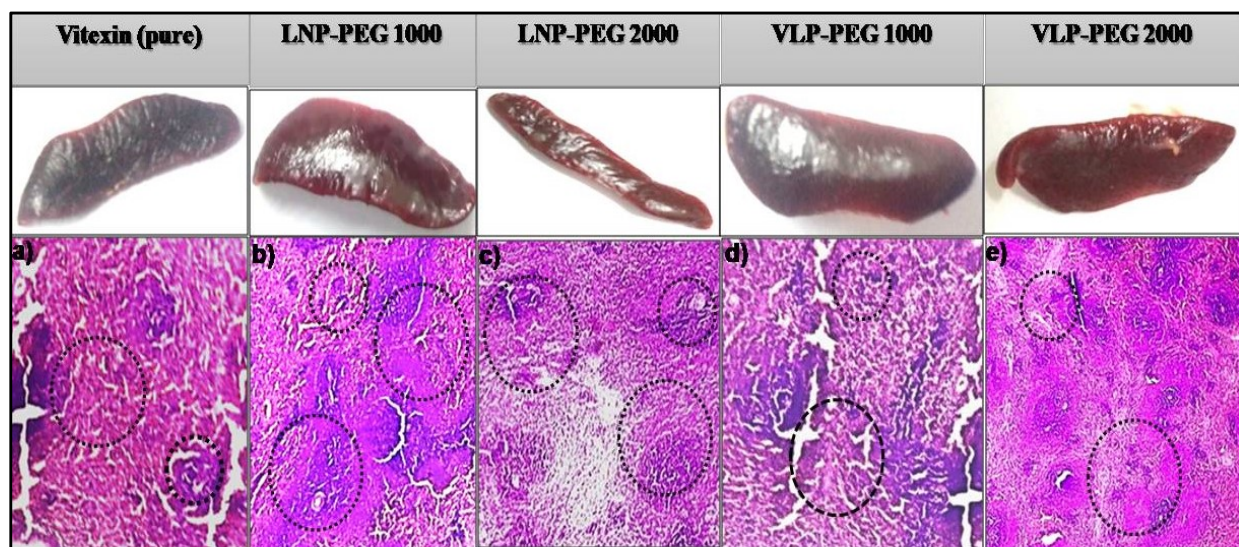 Vitexin (pure)
LNP-PEG 1000
LNP-PEG 2000
VLP-PEG 1000
VLP-PEG 2000
a)
b)
c)
d)
e)